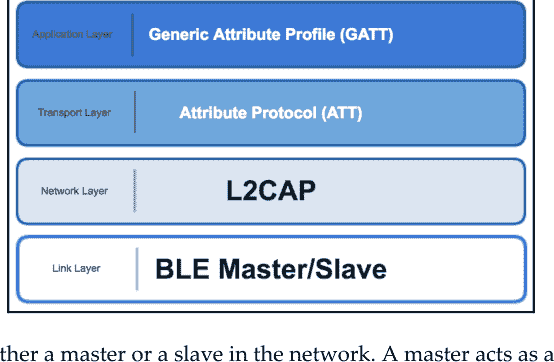 Application Layer Generic Attribute Profile (GATT)
Transport Layer Attribute Protocol (ATT)
Network Layer L2CAP
Link Layer BLE Master/Slave
ther a master or a slave in the network. A master acts as a